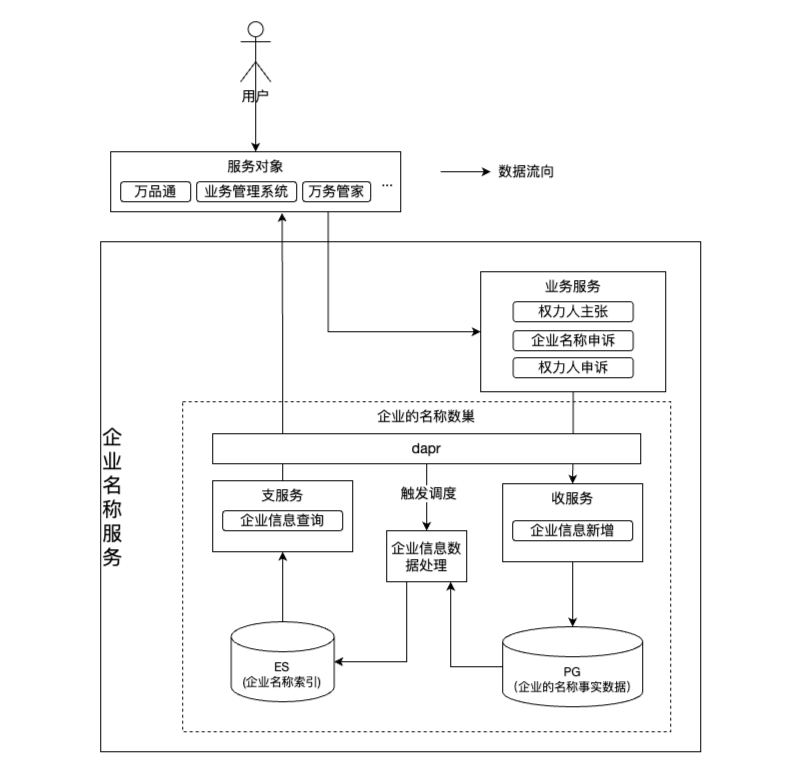 用户
服务对象
万品通
业务管理系统
万务管家
...
数据流向
业务服务
权力人主张
企业名称申诉
权力人申诉
企业名称服务
企业的名称数巢
dapr
支服务
企业信息查询
触发调度
收服务
企业信息新增
企业信息数
据处理
ES
(企业名称索引)
PG
(企业的名称事实数据)